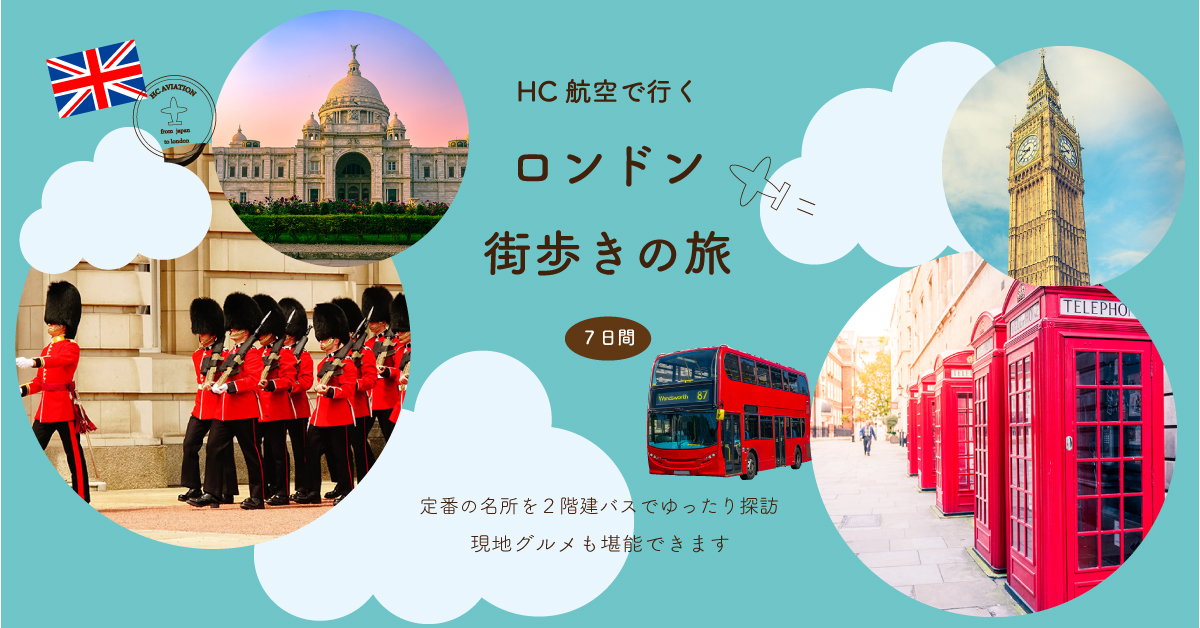 HC AVIATION
from japan
to london
HC 航空で行く
ロンドン
街歩きの旅
7日間
Wandsworth 87
TELEPHO
定番の名所を2階建バスでゆったり探訪
現地グルメも堪能できます